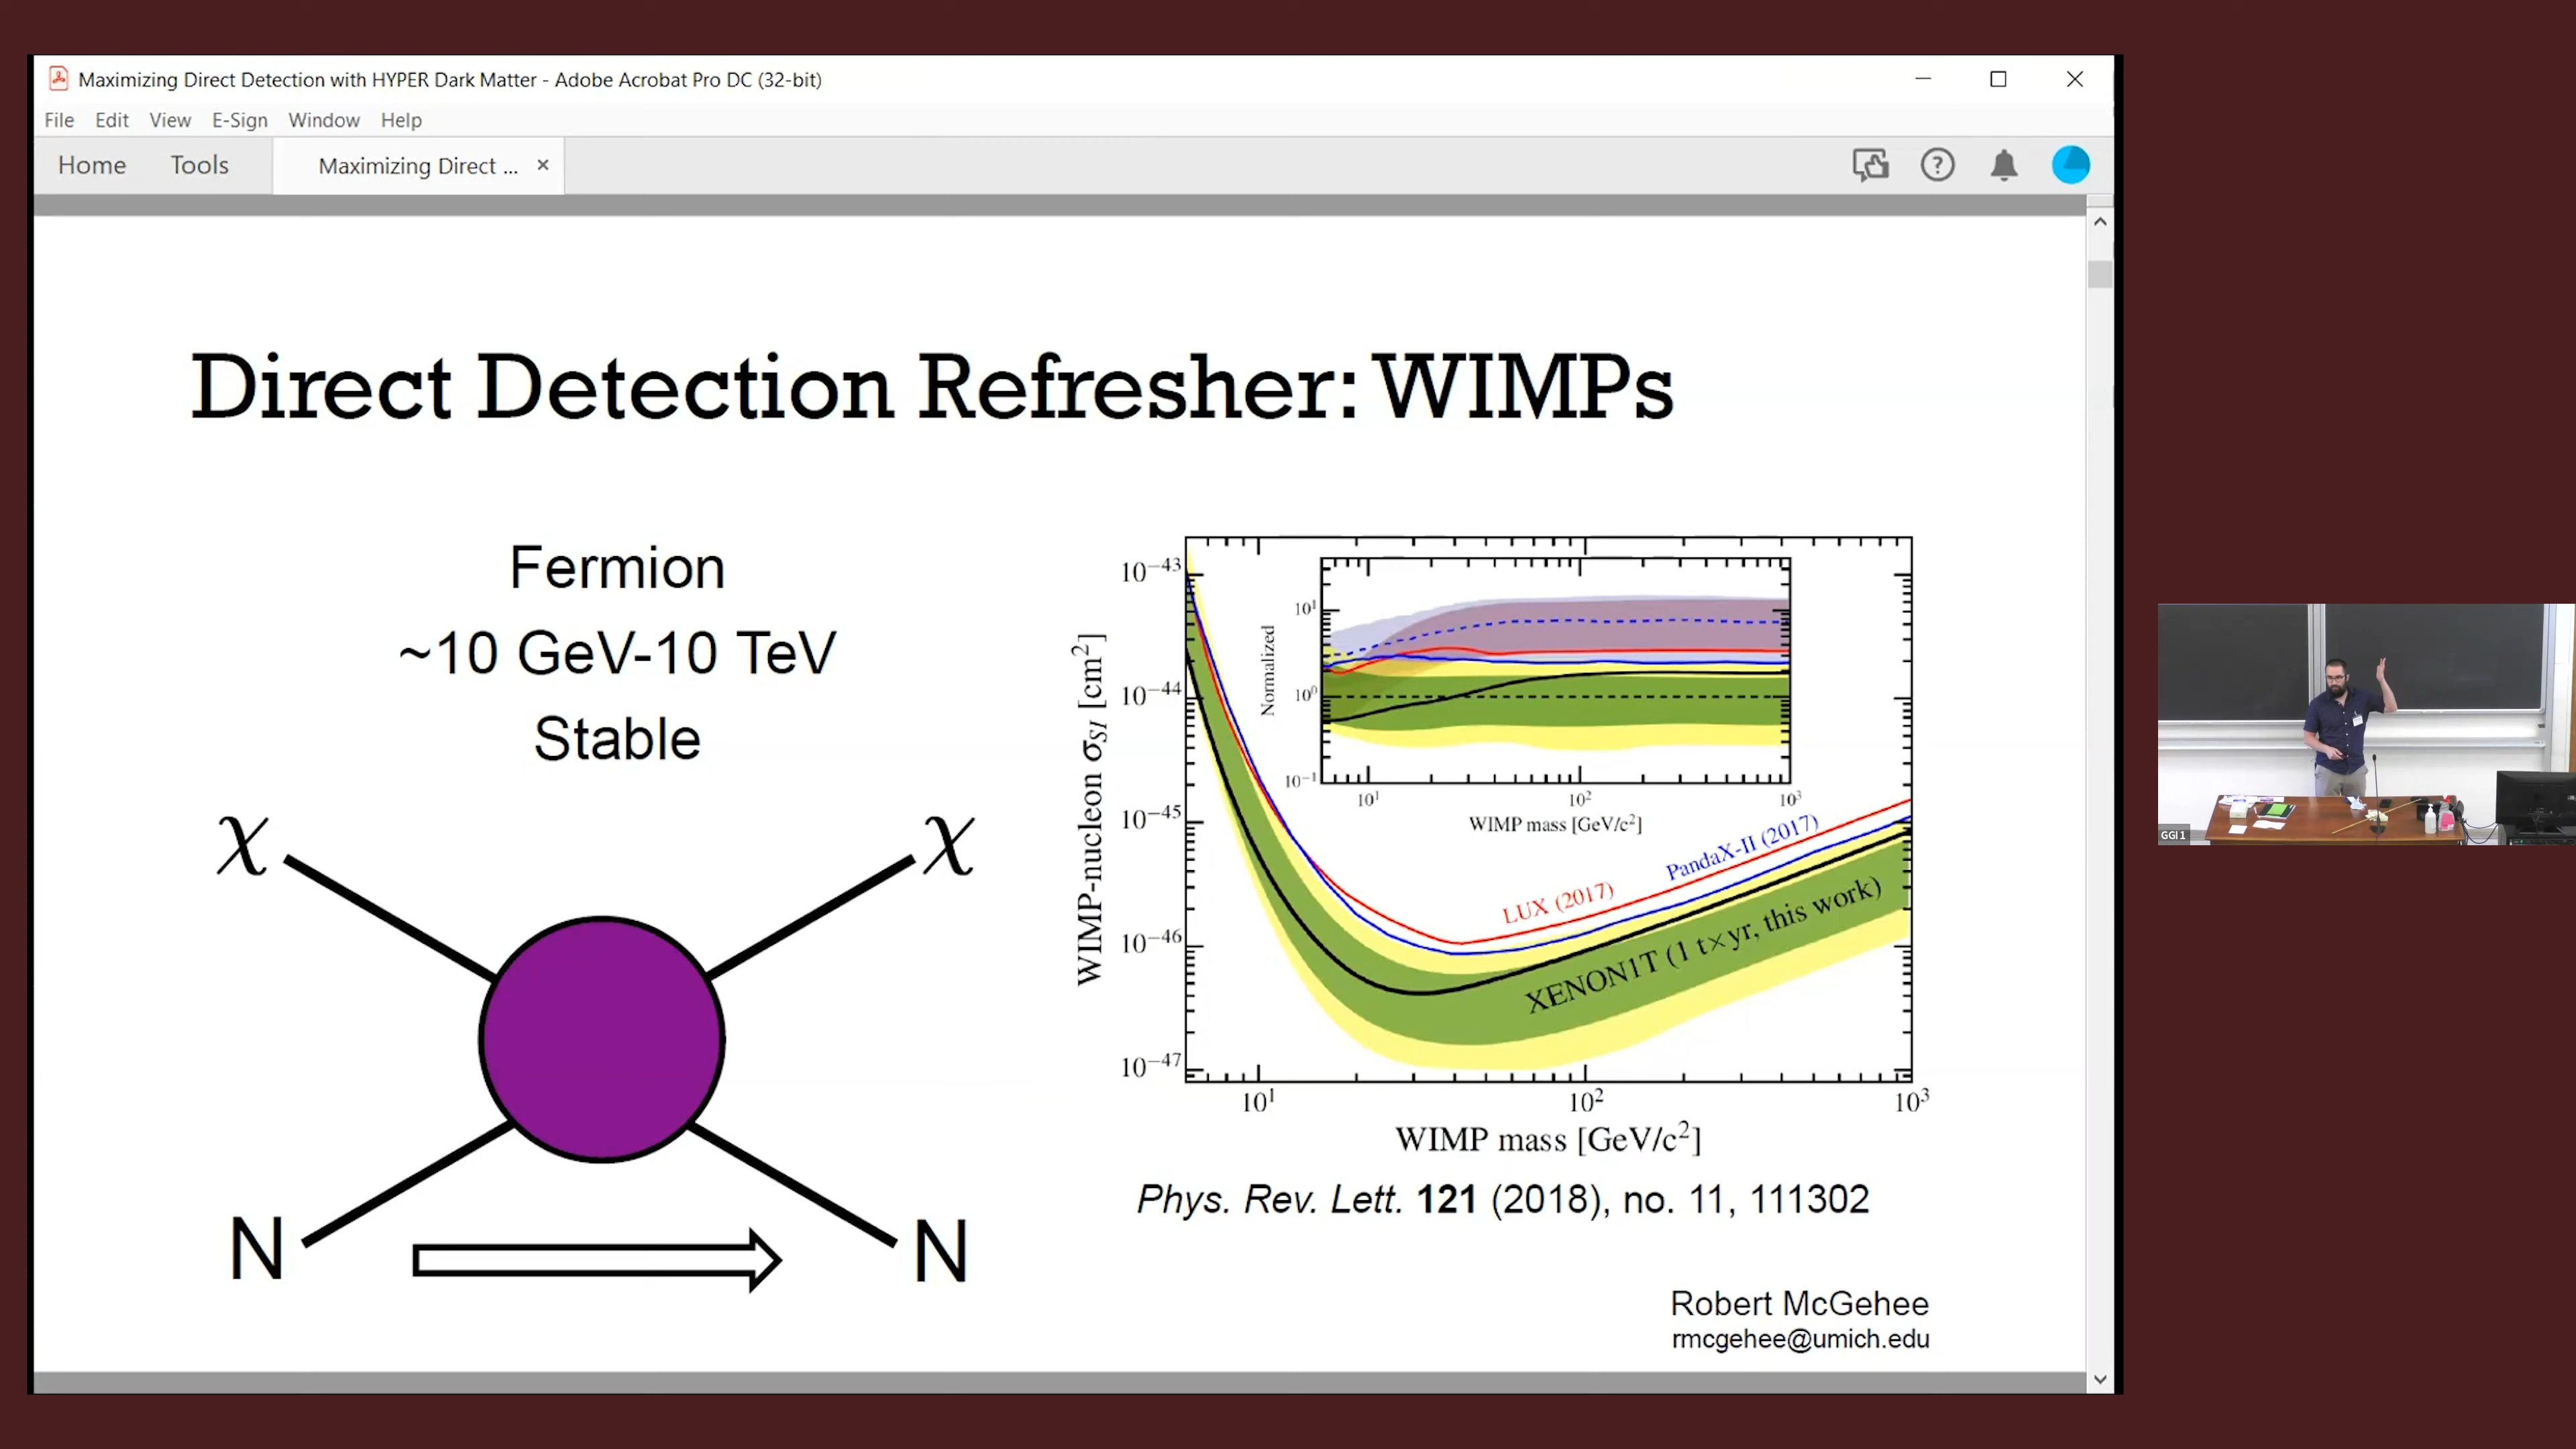 Maximizing Direct Detection with HYPER Dark Matter - Adobe Acrobat Pro DC (32-bit)
File Edit View E-Sign Window Help
Home Tools Maximizing Direct ...
Direct Detection Refresher: WIMPs
Fermion
~10 GeV-10 TeV
Stable
χ χ
N N
WIMP-nucleon σ_SI [cm²]
10⁻⁴³
10⁻⁴⁴
10⁻⁴⁵
10⁻⁴⁶
10⁻⁴⁷
10¹ 10² 10³
WIMP mass [GeV/c²]
Normalized
10¹
10⁰
10⁻¹
10¹ 10² 10³
WIMP mass [GeV/c²]
PandaX-II (2017)
LUX (2017)
XENON1T (1 t×yr, this work)
Phys. Rev. Lett. 121 (2018), no. 11, 111302
Robert McGehee
rmcgehee@umich.edu
GGI 1